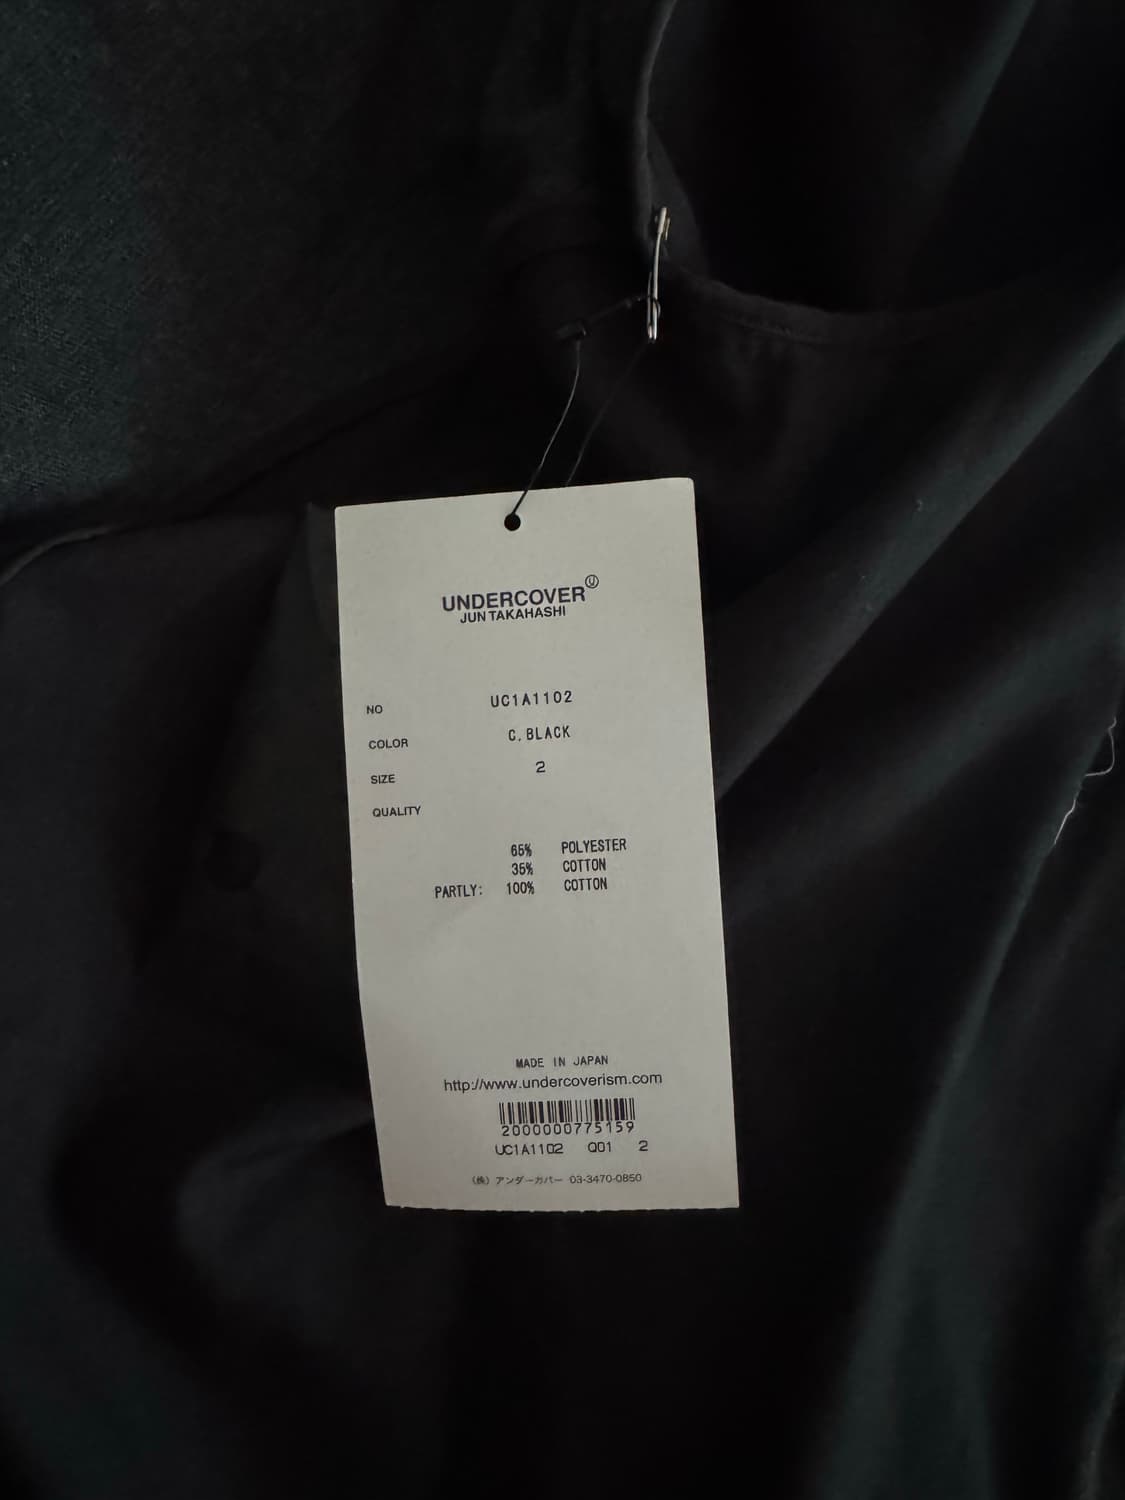 UNDERCOVER Ⓤ
JUN TAKAHASHI
NO UC1A1102
COLOR C.BLACK
SIZE 2
QUALITY
65% POLYESTER
35% COTTON
PARTLY: 100% COTTON
MADE IN JAPAN
http://www.undercoverism.com
2000000775159
UC1A1102 Q01 2
(株) アンダーカバー 03-3470-0850